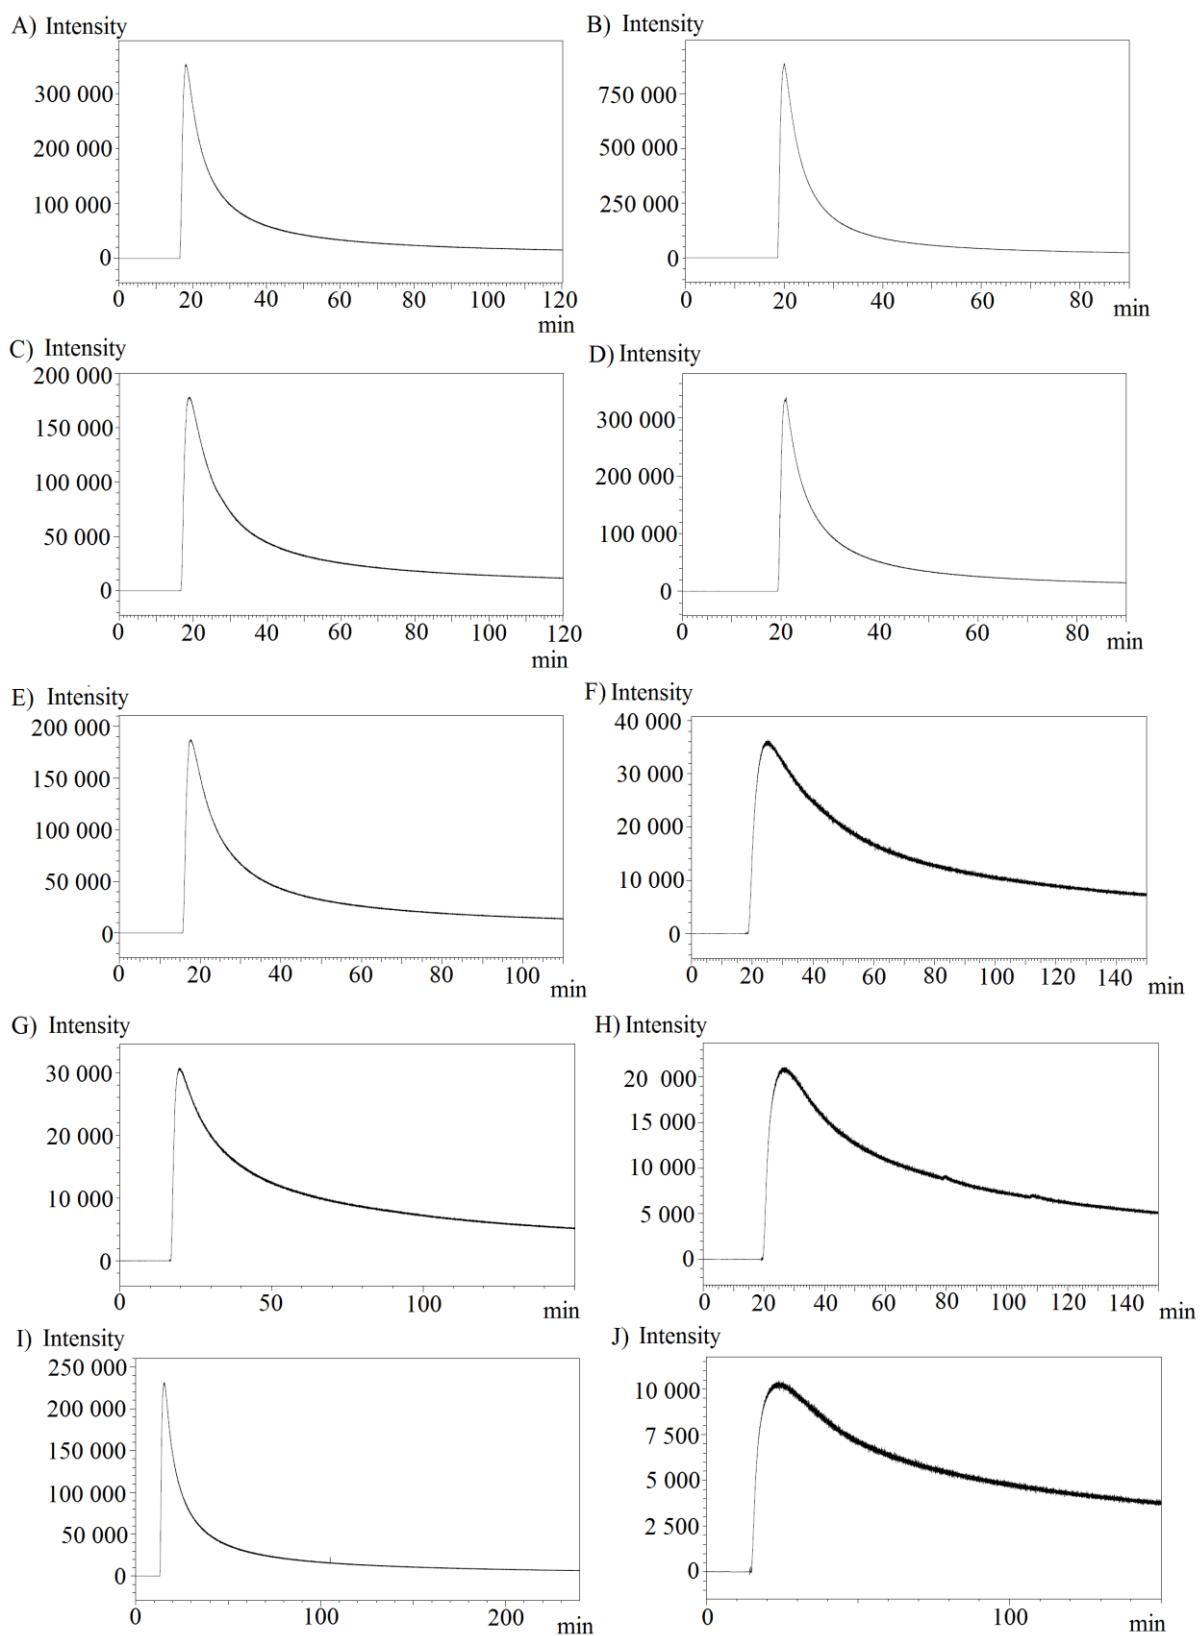 A) Intensity
300 000
200 000
100 000
0
0 20 40 60 80 100 120
min
B) Intensity
750 000
500 000
250 000
0
0 20 40 60 80 min
C) Intensity
200 000
150 000
100 000
50 000
0
0 20 40 60 80 100 120
min
D) Intensity
300 000
200 000
100 000
0
0 20 40 60 80 min
E) Intensity
200 000
150 000
100 000
50 000
0
0 20 40 60 80 100 min
F) Intensity
40 000
30 000
20 000
10 000
0
0 20 40 60 80 100 120 140 min
G) Intensity
30 000
20 000
10 000
0
0 50 100 min
H) Intensity
20 000
15 000
10 000
5 000
0
0 20 40 60 80 100 120 140 min
I) Intensity
250 000
200 000
150 000
100 000
50 000
0
0 100 200 min
J) Intensity
10 000
7 500
5 000
2 500
0
0 100 min